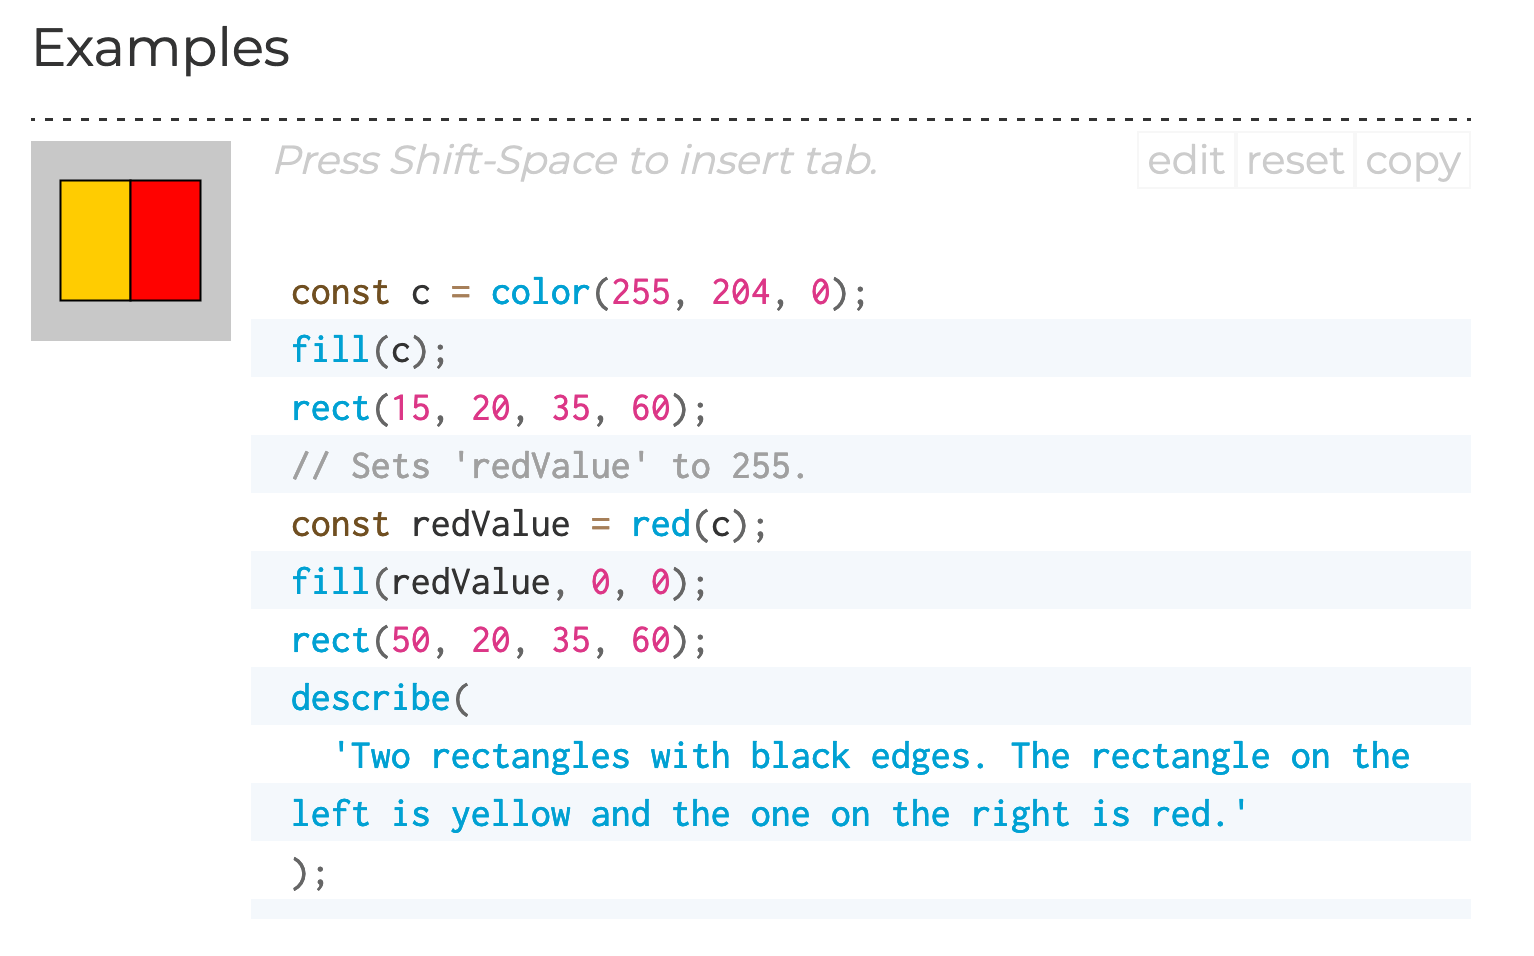 Examples
Press Shift-Space to insert tab.
edit reset copy
const c = color(255, 204, 0);
fill(c);
rect(15, 20, 35, 60);
// Sets 'redValue' to 255.
const redValue = red(c);
fill(redValue, 0, 0);
rect(50, 20, 35, 60);
describe(
'Two rectangles with black edges. The rectangle on the
left is yellow and the one on the right is red.'
);